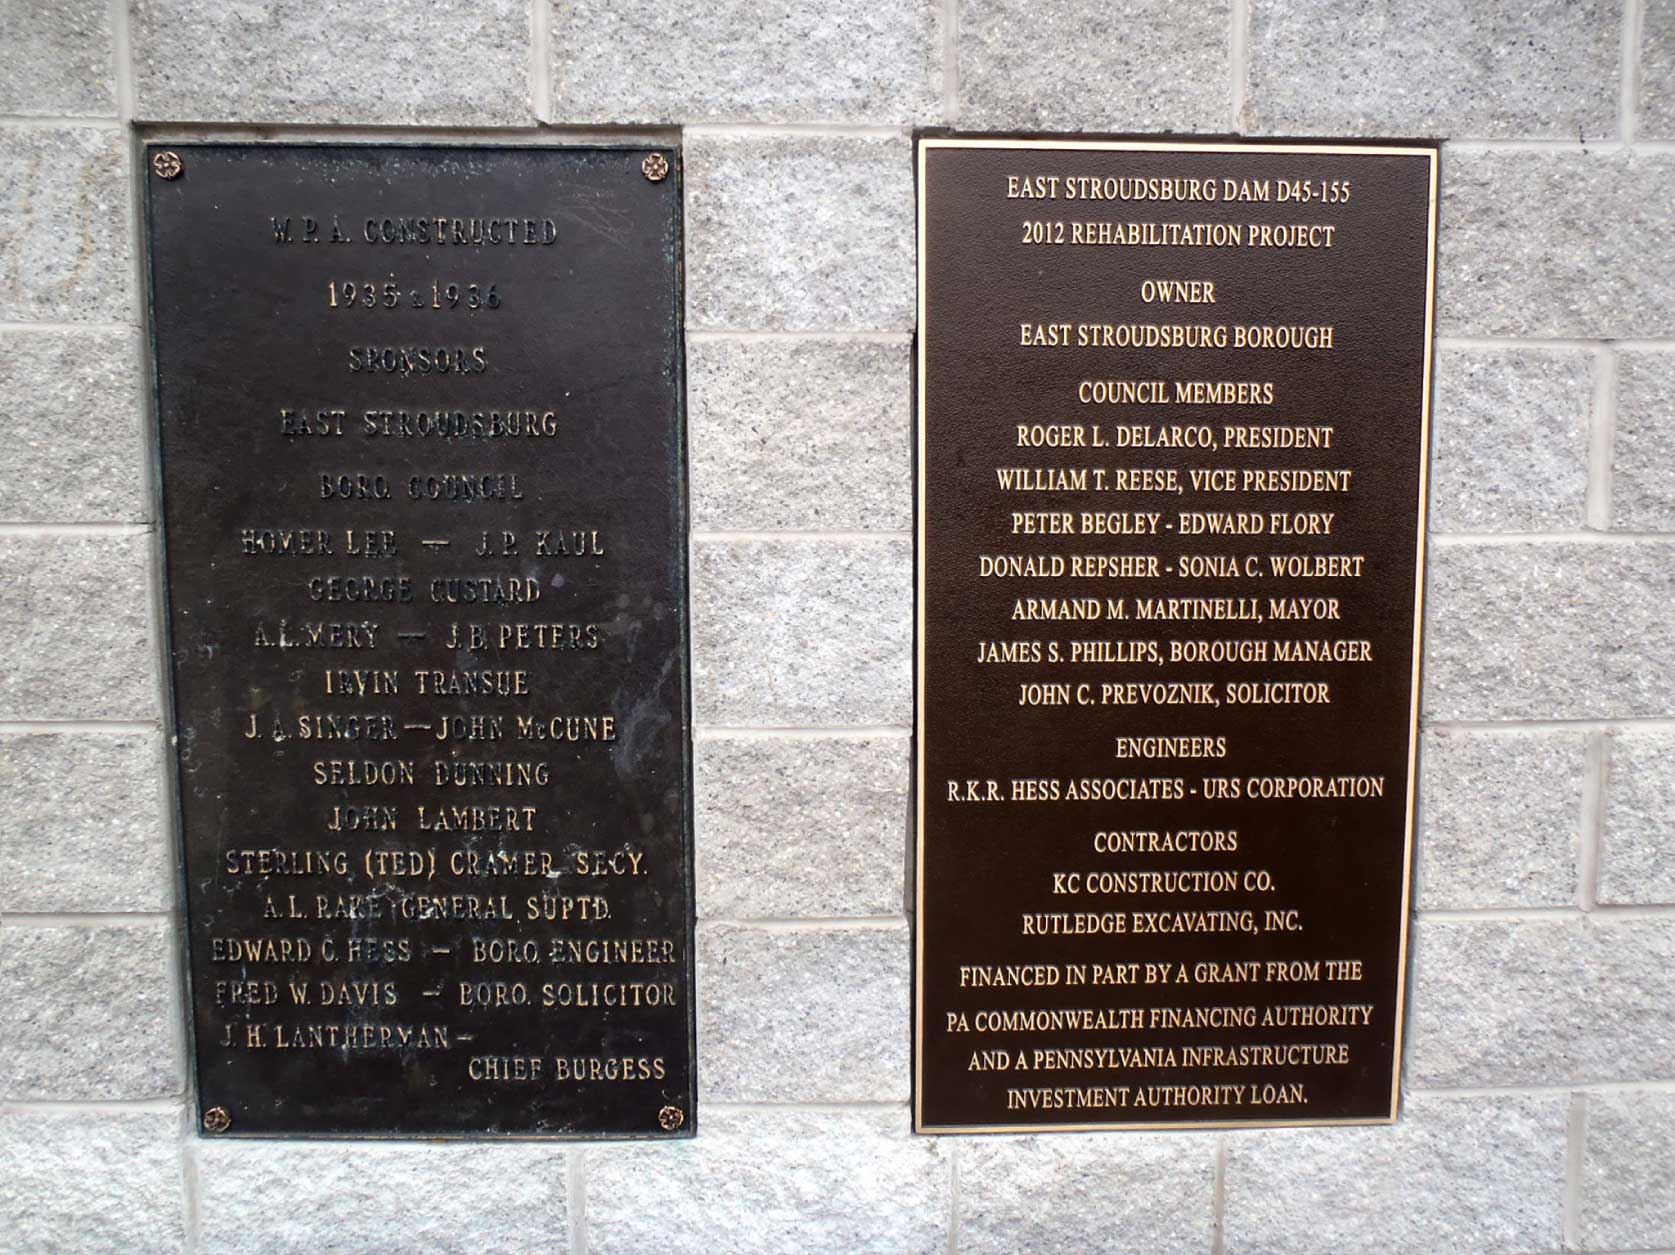 W. P. A. CONSTRUCTED
1935 - 1936
SPONSORS
EAST STROUDSBURG
BORO. COUNCIL
HOMER LEE — J. P. KAUL
GEORGE CUSTARD
A. L. MERY — J. B. PETERS
IRVIN TRANSUE
J. A. SINGER — JOHN McCUNE
SELDON DUNNING
JOHN LAMBERT
STERLING (TED) CRAMER SECY.
A. L. RAKE GENERAL SUPTD.
EDWARD C. HESS — BORO. ENGINEER
FRED W. DAVIS — BORO. SOLICITOR
J. H. LANTHERMAN —
CHIEF BURGESS
EAST STROUDSBURG DAM D45-155
2012 REHABILITATION PROJECT
OWNER
EAST STROUDSBURG BOROUGH
COUNCIL MEMBERS
ROGER L. DELARCO, PRESIDENT
WILLIAM T. REESE, VICE PRESIDENT
PETER BEGLEY - EDWARD FLORY
DONALD REPSHER - SONIA C. WOLBERT
ARMAND M. MARTINELLI, MAYOR
JAMES S. PHILLIPS, BOROUGH MANAGER
JOHN C. PREVOZNIK, SOLICITOR
ENGINEERS
R.K.R. HESS ASSOCIATES - URS CORPORATION
CONTRACTORS
KC CONSTRUCTION CO.
RUTLEDGE EXCAVATING, INC.
FINANCED IN PART BY A GRANT FROM THE
PA COMMONWEALTH FINANCING AUTHORITY
AND A PENNSYLVANIA INFRASTRUCTURE
INVESTMENT AUTHORITY LOAN.